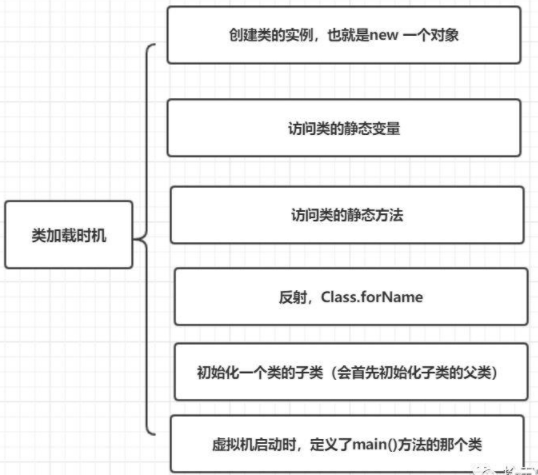 创建类的实例，也就是new 一个对象
访问类的静态变量
访问类的静态方法
类加载时机
反射，Class.forName
初始化一个类的子类（会首先初始化子类的父类）
虚拟机启动时，定义了main()方法的那个类